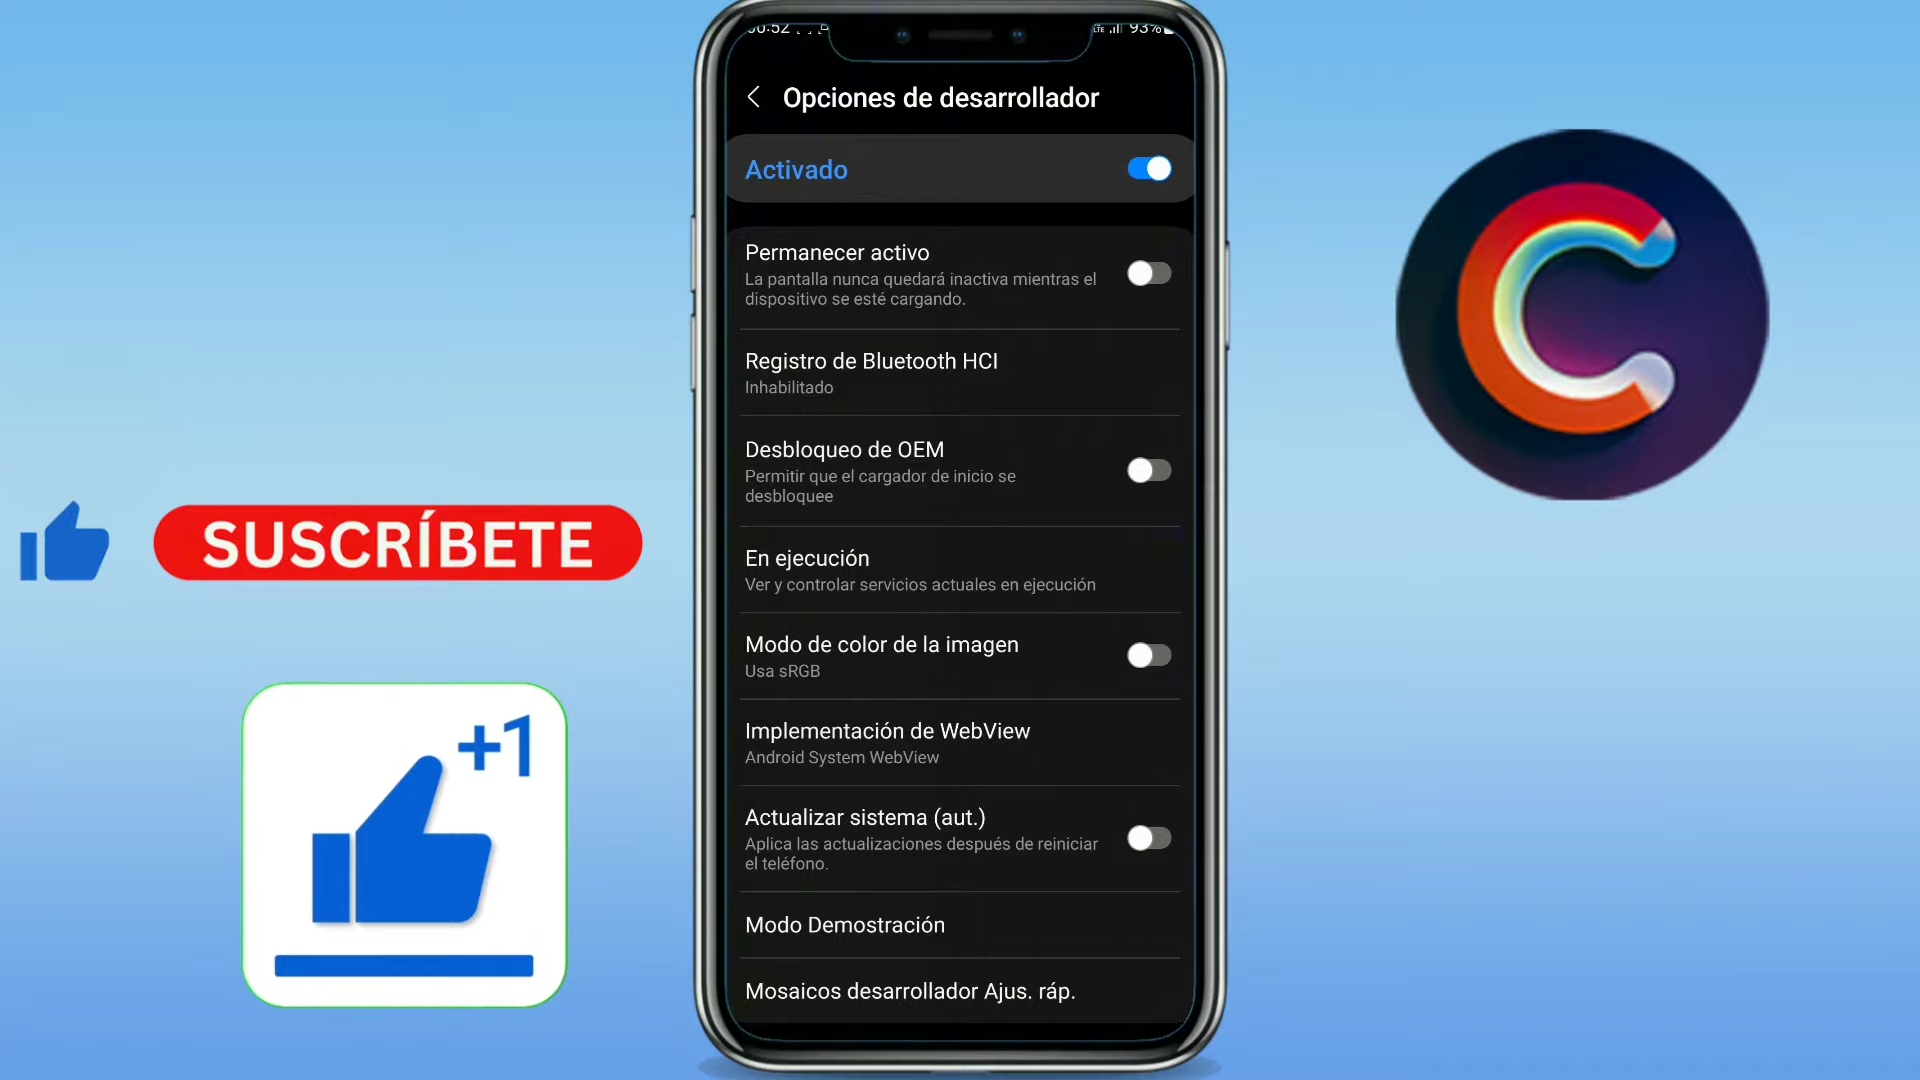 93%
Opciones de desarrollador
Activado
Permanecer activo
La pantalla nunca quedará inactiva mientras el
dispositivo se esté cargando.
Registro de Bluetooth HCI
Inhabilitado
Desbloqueo de OEM
Permitir que el cargador de inicio se
desbloquee
En ejecución
Ver y controlar servicios actuales en ejecución
Modo de color de la imagen
Usa sRGB
Implementación de WebView
Android System WebView
Actualizar sistema (aut.)
Aplica las actualizaciones después de reiniciar
el teléfono.
Modo Demostración
Mosaicos desarrollador Ajus. ráp.
SUSCRÍBETE
+1
C